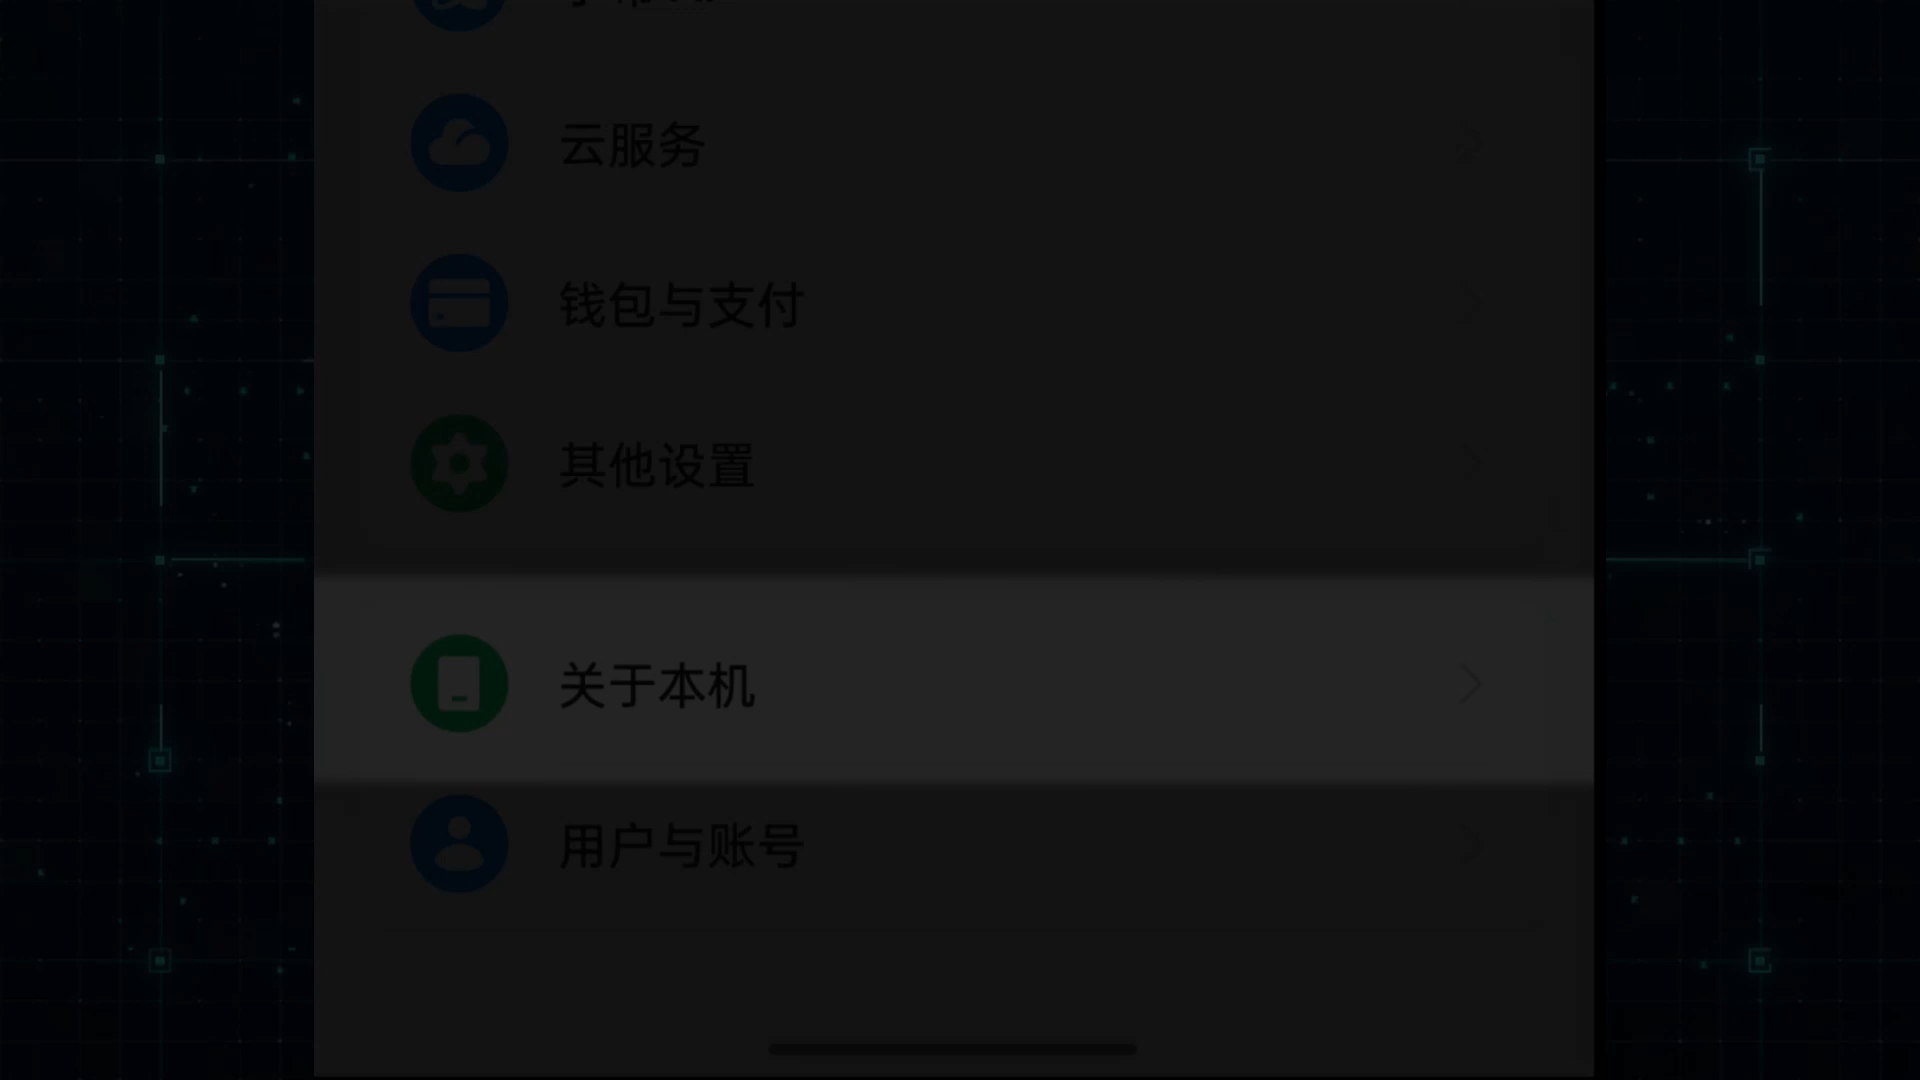 云服务
钱包与支付
其他设置
关于本机
用户与账号